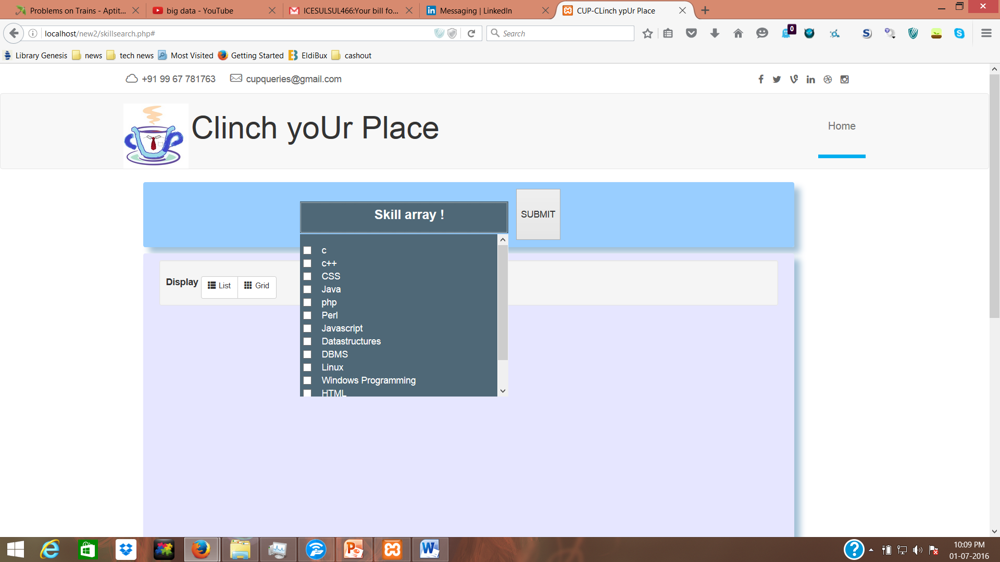 Problems on Trains - Aptit... big data - YouTube ICESULSUL466:Your bill fo... Messaging | LinkedIn CUP-CLinch ypUr Place
localhost/new2/skillsearch.php# Search 0
Library Genesis news tech news Most Visited Getting Started EldiBux cashout
+91 99 67 781763 cupqueries@gmail.com
Clinch yoUr Place
Home
Skill array !
SUBMIT
c
c++
CSS
Java
php
Perl
Javascript
Datastructures
DBMS
Linux
Windows Programming
HTML
Display List Grid
10:09 PM
01-07-2016